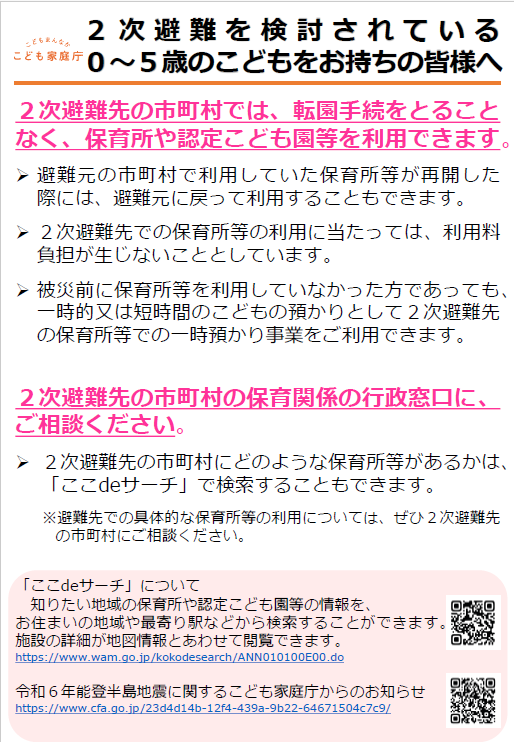 ２次避難を検討されている
こどもまんなか
こども家庭庁
０～５歳のこどもをお持ちの皆様へ
２次避難先の市町村では、転園手続をとること
なく、保育所や認定こども園等を利用できます。
➢ 避難元の市町村で利用していた保育所等が再開した
際には、避難元に戻って利用することもできます。
➢ ２次避難先での保育所等の利用に当たっては、利用料
負担が生じないこととしています。
➢ 被災前に保育所等を利用していなかった方であっても、
一時的又は短時間のこどもの預かりとして２次避難先
の保育所等での一時預かり事業をご利用できます。
２次避難先の市町村の保育関係の行政窓口に、
ご相談ください。
➢ ２次避難先の市町村にどのような保育所等があるかは、
「ここdeサーチ」で検索することもできます。
※避難先での具体的な保育所等の利用については、ぜひ２次避難先
の市町村にご相談ください。
「ここdeサーチ」について
知りたい地域の保育所や認定こども園等の情報を、
お住まいの地域や最寄り駅などから検索することができます。
施設の詳細が地図情報とあわせて閲覧できます。
https://www.wam.go.jp/kokodesearch/ANN010100E00.do
令和６年能登半島地震に関するこども家庭庁からのお知らせ
https://www.cfa.go.jp/23d4d14b-12f4-439a-9b22-64671504c7c9/